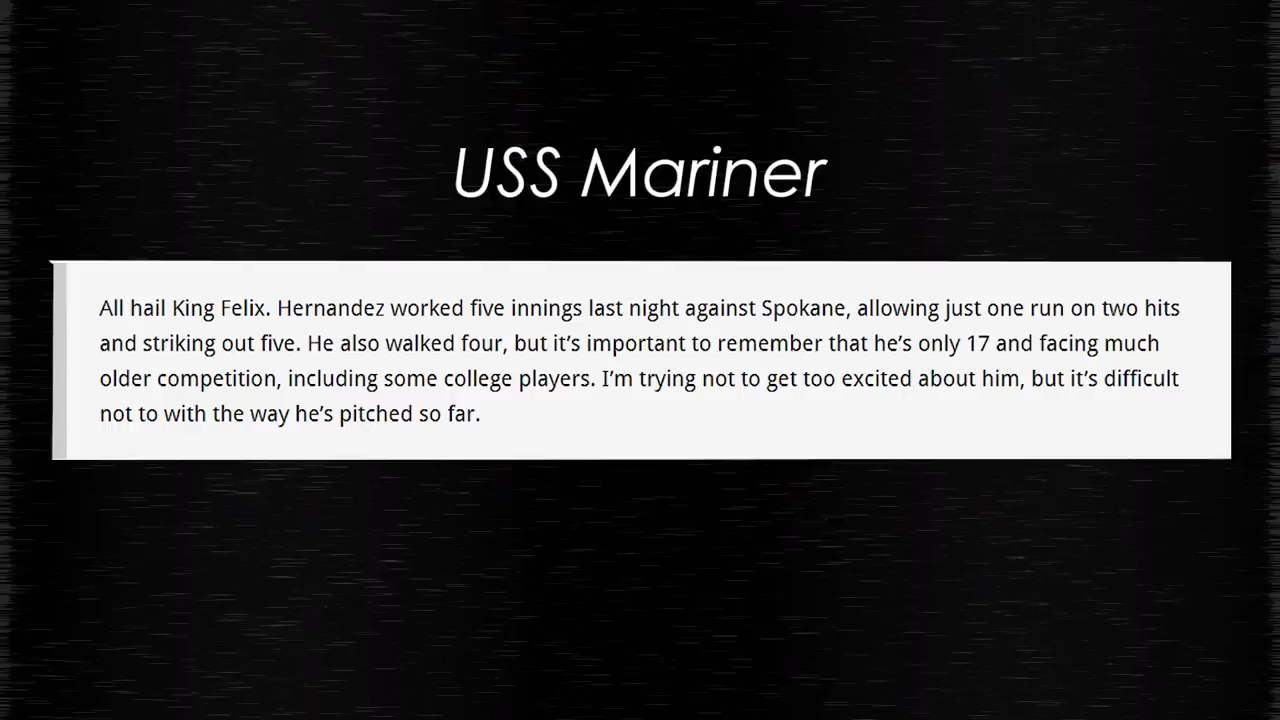 USS Mariner
All hail King Felix. Hernandez worked five innings last night against Spokane, allowing just one run on two hits
and striking out five. He also walked four, but it’s important to remember that he’s only 17 and facing much
older competition, including some college players. I’m trying not to get too excited about him, but it’s difficult
not to with the way he’s pitched so far.